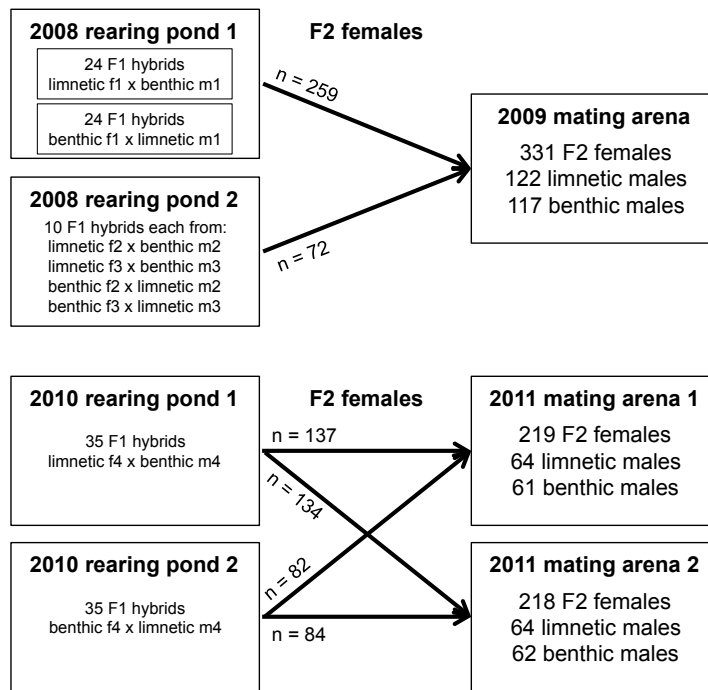 2008 rearing pond 1
24 F1 hybrids
limnetic f1 x benthic m1
24 F1 hybrids
benthic f1 x limnetic m1
F2 females
n = 259
2009 mating arena
331 F2 females
122 limnetic males
117 benthic males
2008 rearing pond 2
10 F1 hybrids each from:
limnetic f2 x benthic m2
limnetic f3 x benthic m3
benthic f2 x limnetic m2
benthic f3 x limnetic m3
n = 72
2010 rearing pond 1
35 F1 hybrids
limnetic f4 x benthic m4
F2 females
n = 137
n = 134
2011 mating arena 1
219 F2 females
64 limnetic males
61 benthic males
2010 rearing pond 2
35 F1 hybrids
benthic f4 x limnetic m4
n = 82
n = 84
2011 mating arena 2
218 F2 females
64 limnetic males
62 benthic males